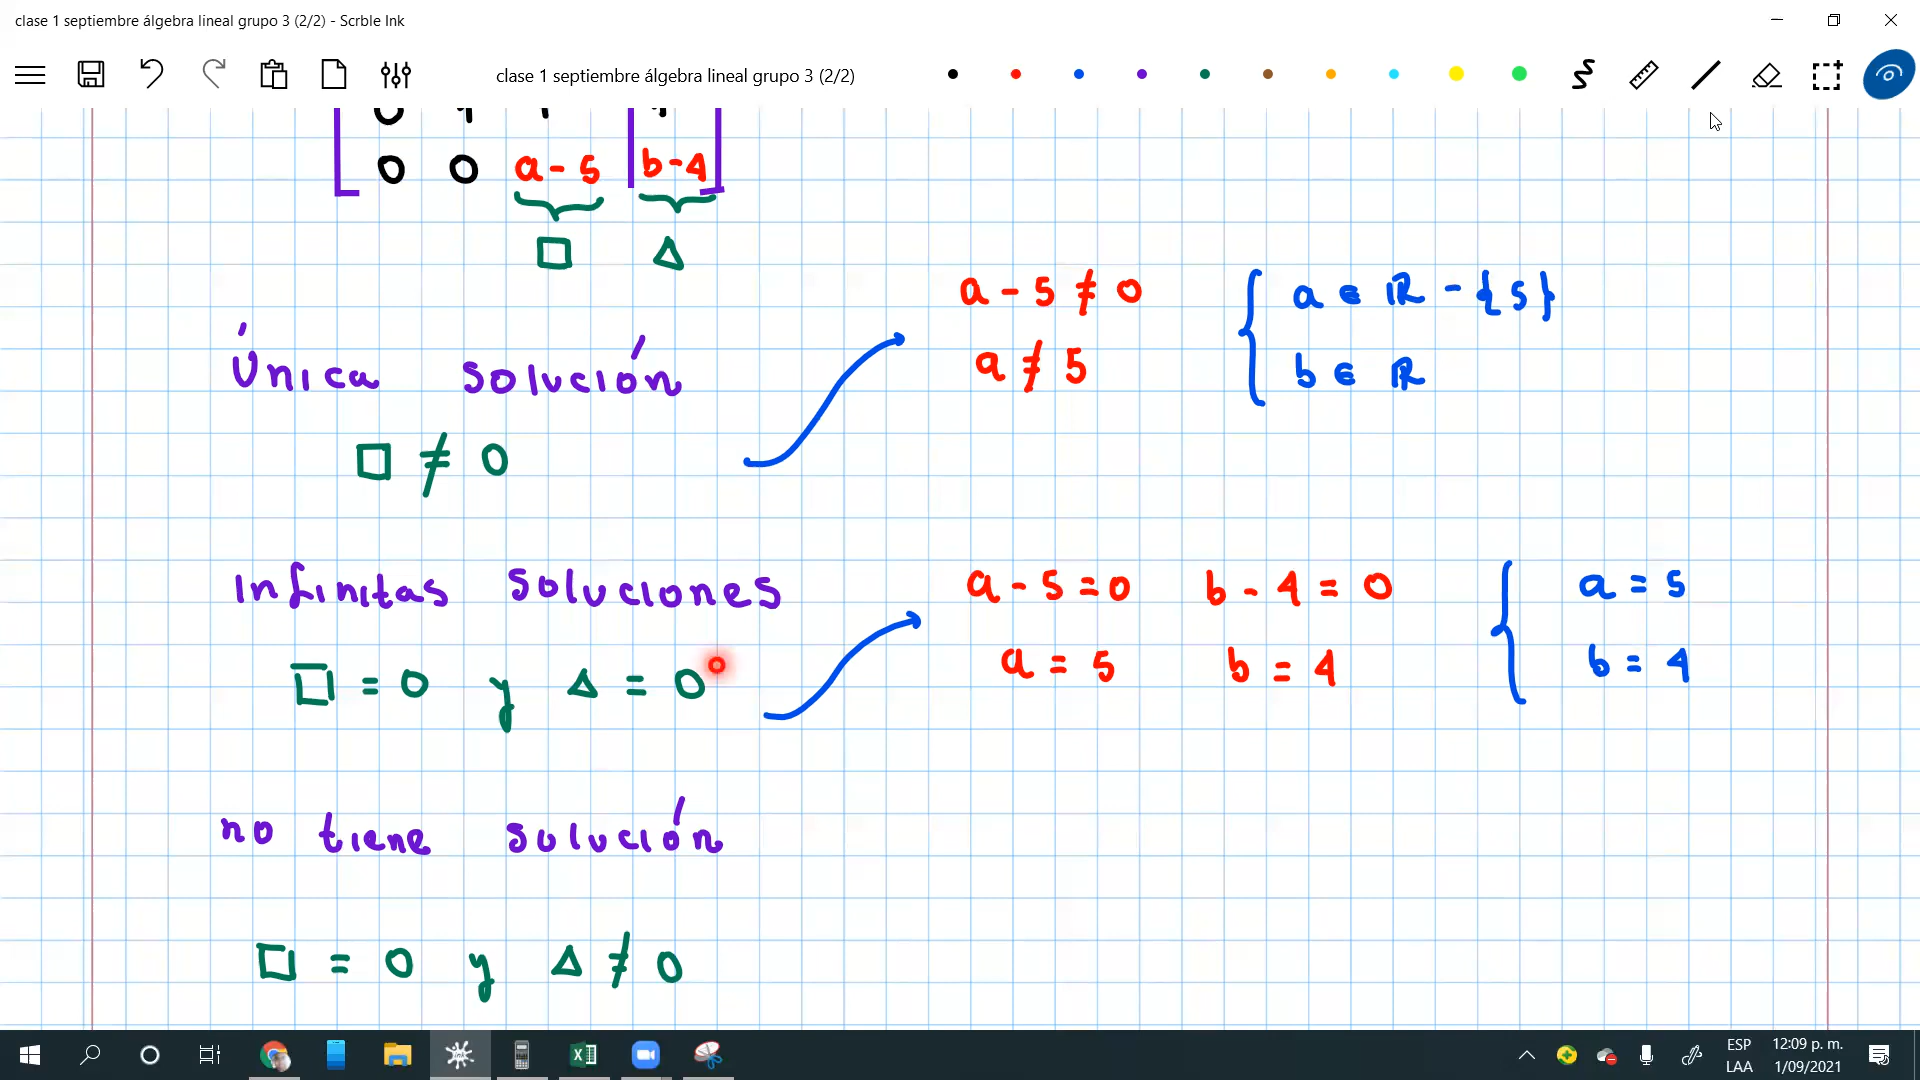 clase 1 septiembre álgebra lineal grupo 3 (2/2) - Scrble Ink
clase 1 septiembre álgebra lineal grupo 3 (2/2)
0 0 a - 5 b - 4
□ Δ
Única solución
□ ≠ 0
a - 5 ≠ 0
a ≠ 5
a ∈ ℝ - {5}
b ∈ ℝ
Infinitas soluciones
□ = 0 y Δ = 0
a - 5 = 0 b - 4 = 0
a = 5 b = 4
a = 5
b = 4
no tiene solución
□ = 0 y Δ ≠ 0
ESP
LAA
12:09 p. m.
1/09/2021